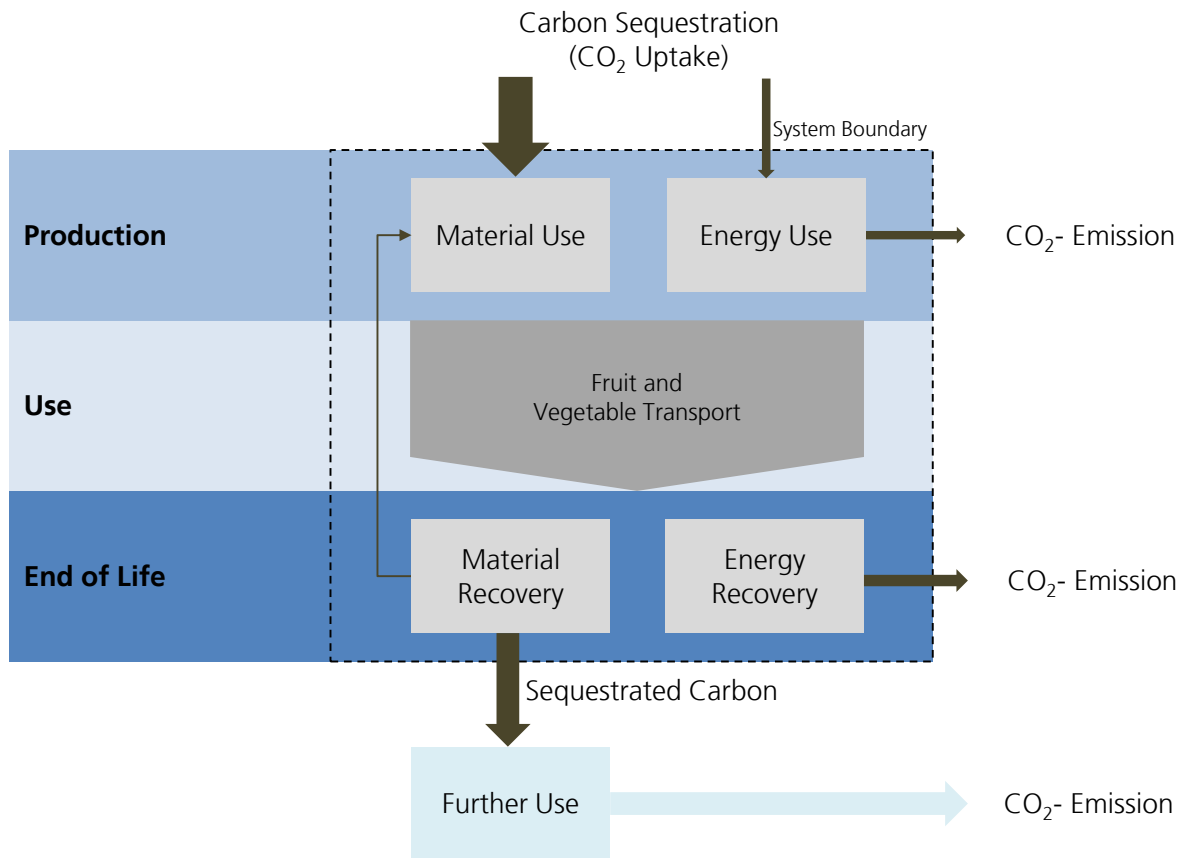 Carbon Sequestration
(CO₂ Uptake)
System Boundary
Production
Material Use
Energy Use
CO₂- Emission
Use
Fruit and
Vegetable Transport
End of Life
Material
Recovery
Energy
Recovery
CO₂- Emission
Sequestrated Carbon
Further Use
CO₂- Emission